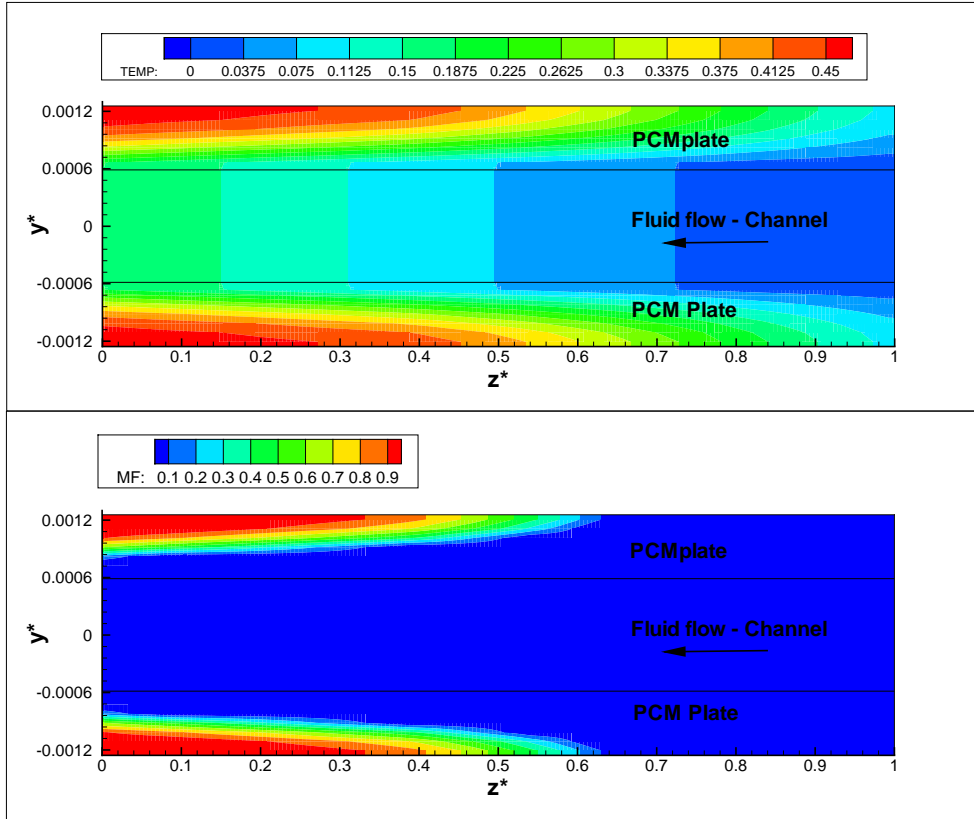 TEMP: 0 0.0375 0.075 0.1125 0.15 0.1875 0.225 0.2625 0.3 0.3375 0.375 0.4125 0.45
0.0012
PCMplate
0.0006
y*
0
Fluid flow - Channel
-0.0006
PCM Plate
-0.0012
0 0.1 0.2 0.3 0.4 0.5 0.6 0.7 0.8 0.9 1
z*
MF: 0.1 0.2 0.3 0.4 0.5 0.6 0.7 0.8 0.9
0.0012
PCMplate
0.0006
y*
0
Fluid flow - Channel
-0.0006
PCM Plate
-0.0012
0 0.1 0.2 0.3 0.4 0.5 0.6 0.7 0.8 0.9 1
z*